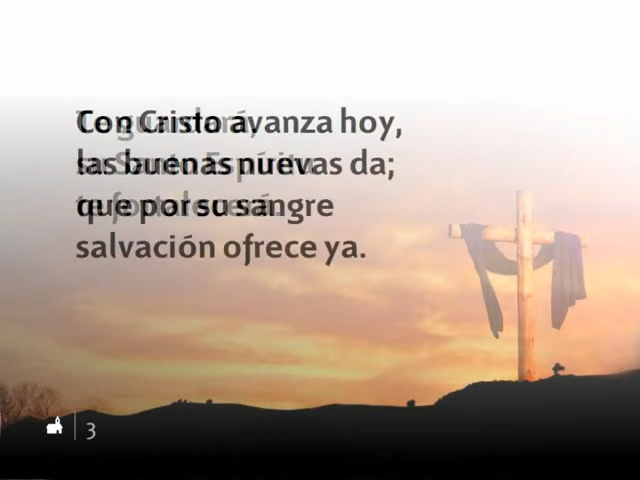 Con Cristo avanza hoy,
las buenas nuevas da;
que por su sangre
salvación ofrece ya.
3